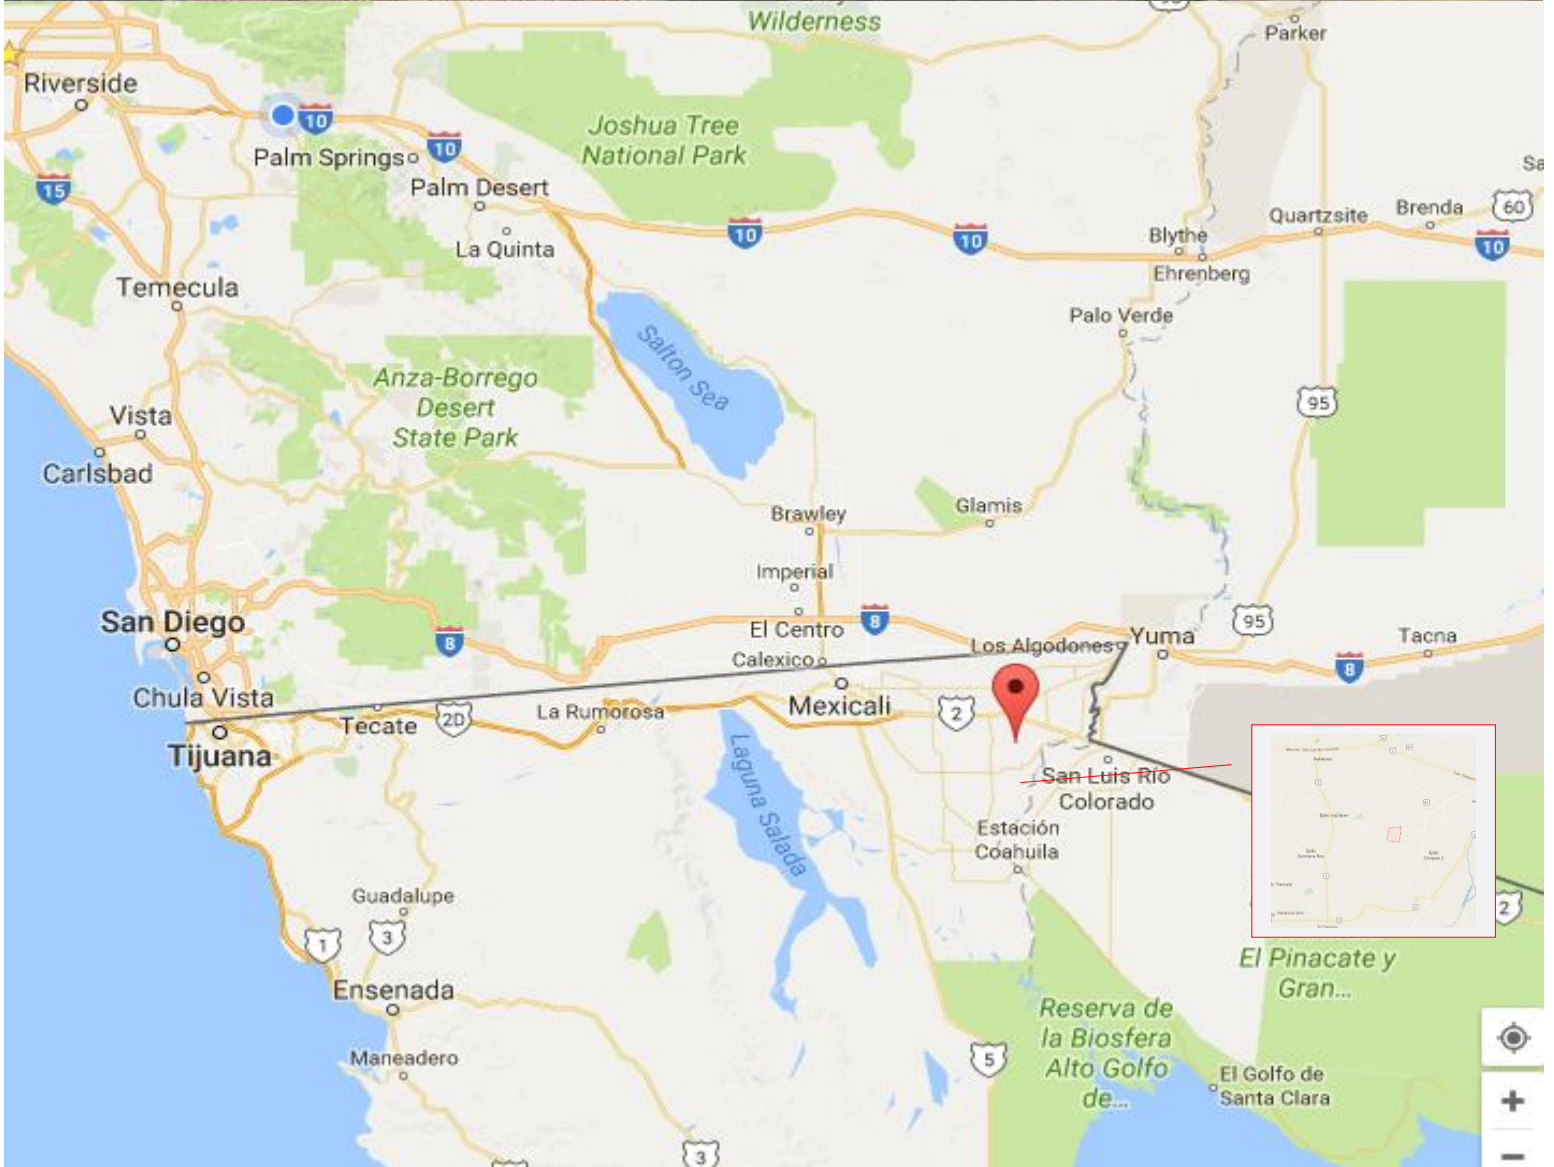 Wilderness
Parker
Riverside
10
Joshua Tree
National Park
Palm Springs
10
15
Palm Desert
La Quinta
10
10
Blythe
Ehrenberg
Quartzsite
Brenda
60
10
Sa
Temecula
Palo Verde
Salton Sea
Anza-Borrego
Desert
State Park
95
Vista
Carlsbad
Brawley
Glamis
Imperial
San Diego
8
El Centro
8
95
Los Algodones
Yuma
Tacna
8
Calexico
Chula Vista
Mexicali
2
Tecate
2D
La Rumorosa
Tijuana
Laguna Salada
San Luis Río
Colorado
Estación
Coahuila
Guadalupe
1
3
2
Ensenada
El Pinacate y
Gran...
Reserva de
la Biosfera
Alto Golfo
de...
Maneadero
5
El Golfo de
Santa Clara
3
+
−